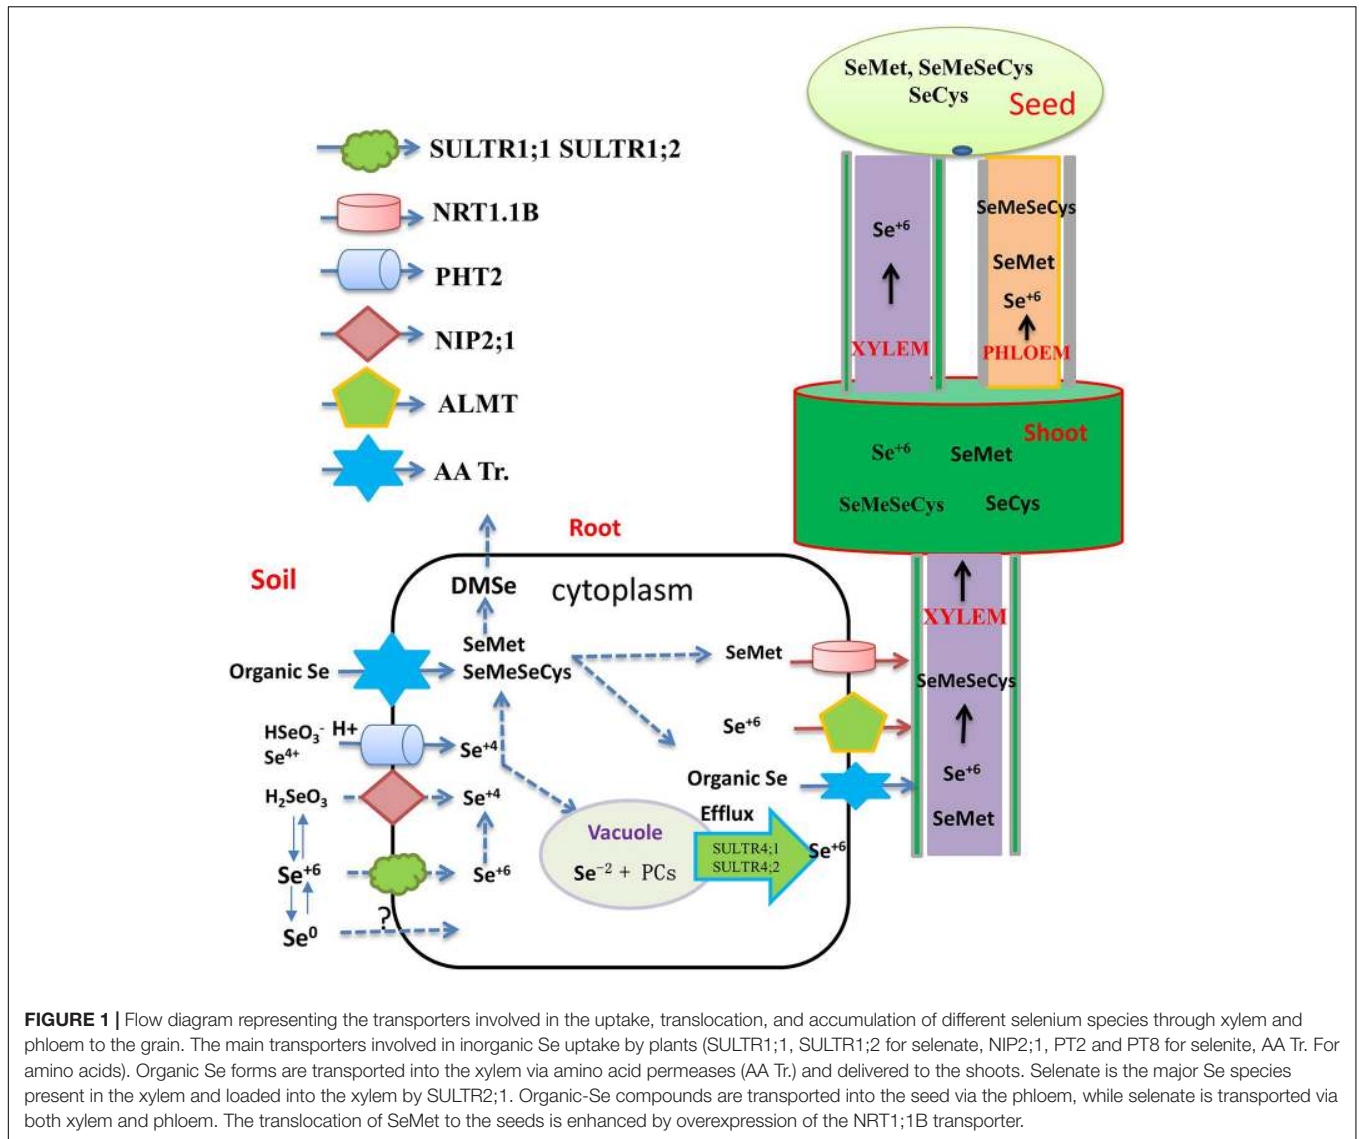 SeMet, SeMeSeCys
SeCys
Seed
SULTR1;1 SULTR1;2
NRT1.1B
PHT2
NIP2;1
ALMT
AA Tr.
SeMeSeCys
Se+6
SeMet
Se+6
XYLEM
PHLOEM
Shoot
Se+6
SeMet
SeMeSeCys
SeCys
Root
Soil
DMSe
cytoplasm
XYLEM
SeMet
SeMet
Organic Se
SeMeSeCys
SeMeSeCys
HSeO3- H+
Se4+
Se+4
Se+6
Organic Se
Se+6
H2SeO3
Se+4
Efflux
SeMet
Vacuole
SULTR4;1
SULTR4;2
Se+6
Se+6
Se+6
Se−2 + PCs
?
Se0
FIGURE 1 | Flow diagram representing the transporters involved in the uptake, translocation, and accumulation of different selenium species through xylem and
phloem to the grain. The main transporters involved in inorganic Se uptake by plants (SULTR1;1, SULTR1;2 for selenate, NIP2;1, PT2 and PT8 for selenite, AA Tr. For
amino acids). Organic Se forms are transported into the xylem via amino acid permeases (AA Tr.) and delivered to the shoots. Selenate is the major Se species
present in the xylem and loaded into the xylem by SULTR2;1. Organic-Se compounds are transported into the seed via the phloem, while selenate is transported via
both xylem and phloem. The translocation of SeMet to the seeds is enhanced by overexpression of the NRT1;1B transporter.